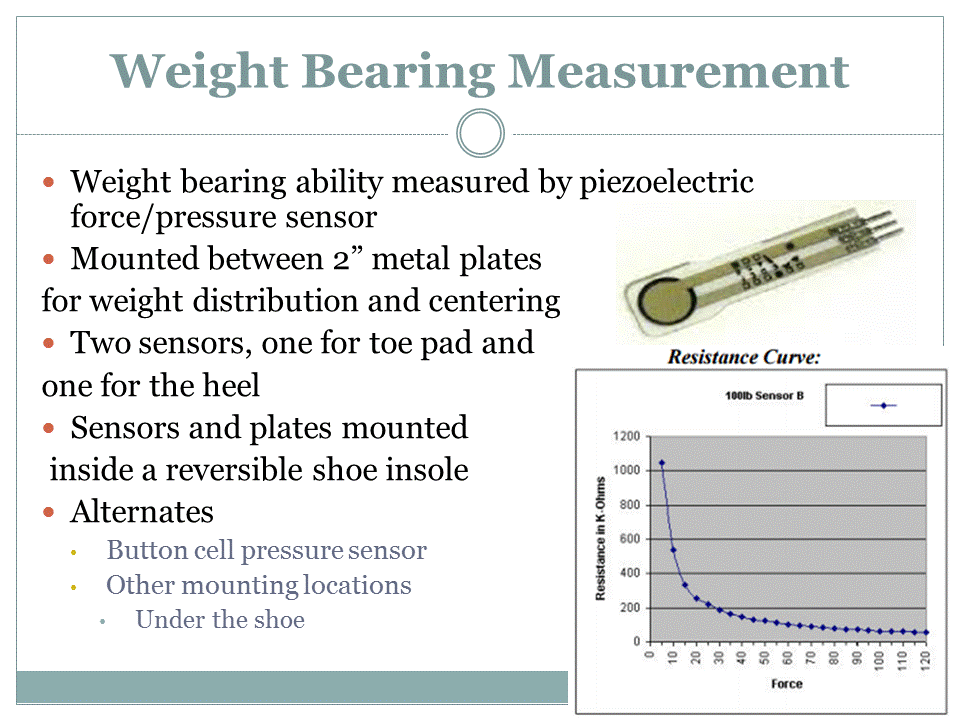 Weight Bearing Measurement
Weight bearing ability measured by piezoelectric
force/pressure sensor
Mounted between 2” metal plates
for weight distribution and centering
Two sensors, one for toe pad and
one for the heel
Sensors and plates mounted
inside a reversible shoe insole
Alternates
Button cell pressure sensor
Other mounting locations
Under the shoe
Resistance Curve:
100lb Sensor B
Resistance in K-Ohms
1200
1000
800
600
400
200
0
0 10 20 30 40 50 60 70 80 90 100 110 120
Force